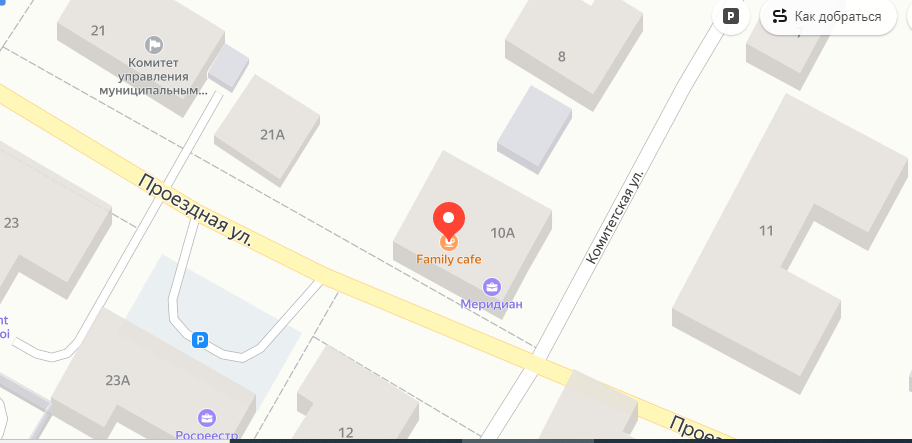 P Как добраться
21
Комитет
управления
муниципальным...
8
21А
Проездная ул.
Комитетская ул.
23
10А
11
Family cafe
Меридиан
P
23А
Росреестр
12